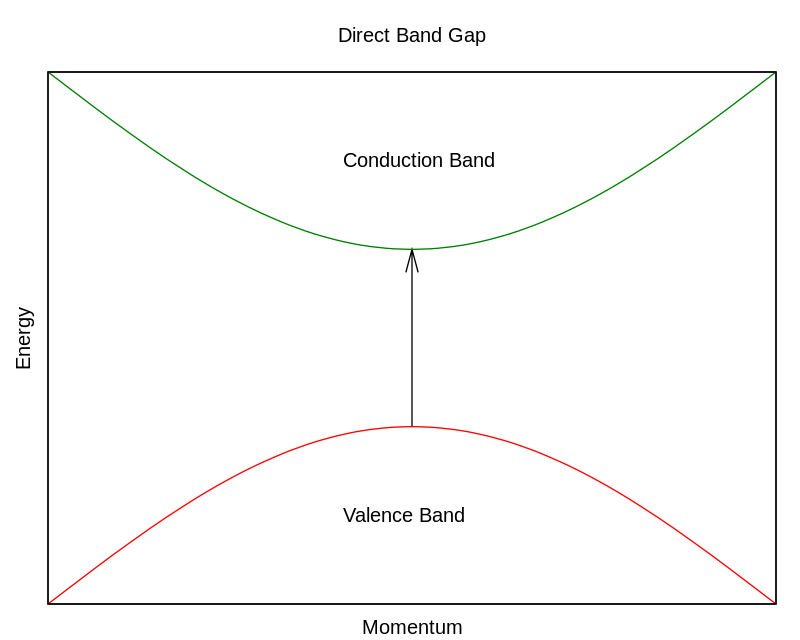 Direct Band Gap
Conduction Band
Energy
Valence Band
Momentum